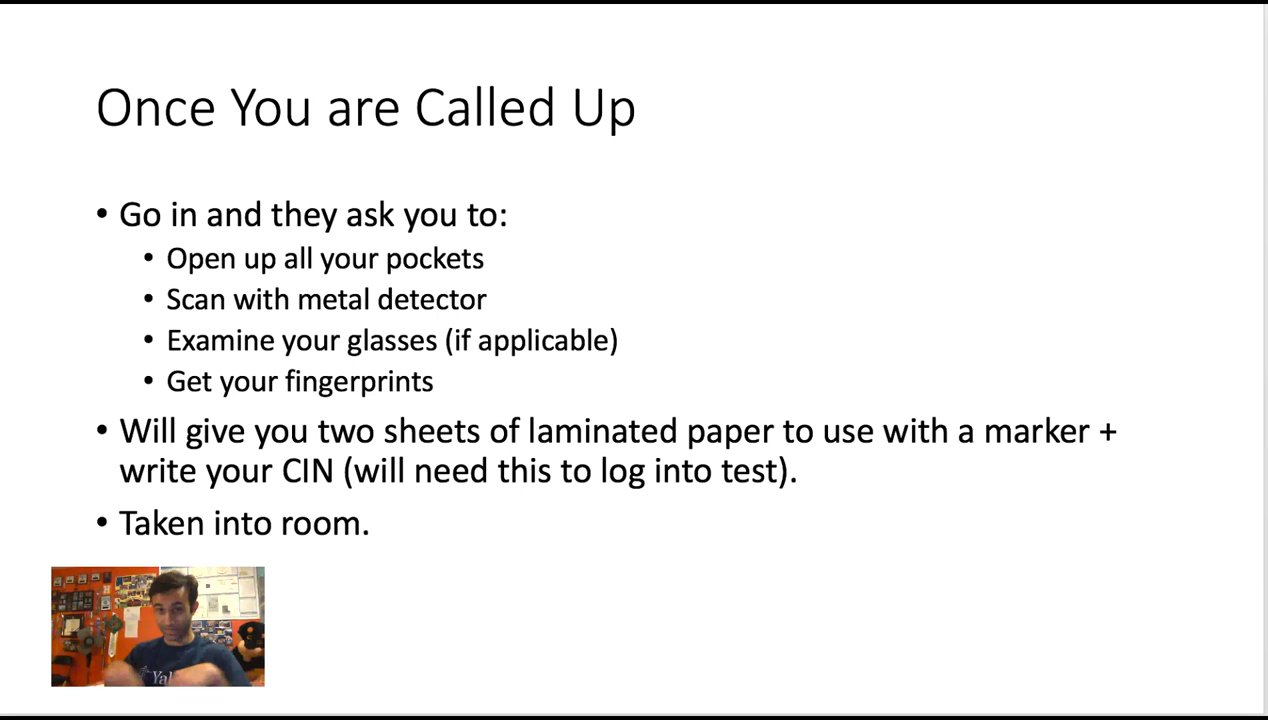 Once You are Called Up
• Go in and they ask you to:
• Open up all your pockets
• Scan with metal detector
• Examine your glasses (if applicable)
• Get your fingerprints
• Will give you two sheets of laminated paper to use with a marker +
write your CIN (will need this to log into test).
• Taken into room.